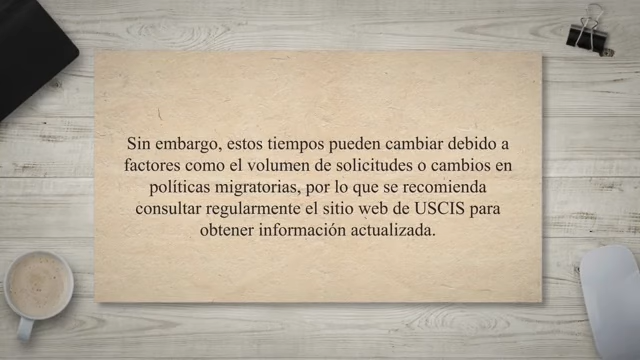 Sin embargo, estos tiempos pueden cambiar debido a
factores como el volumen de solicitudes o cambios en
políticas migratorias, por lo que se recomienda
consultar regularmente el sitio web de USCIS para
obtener información actualizada.